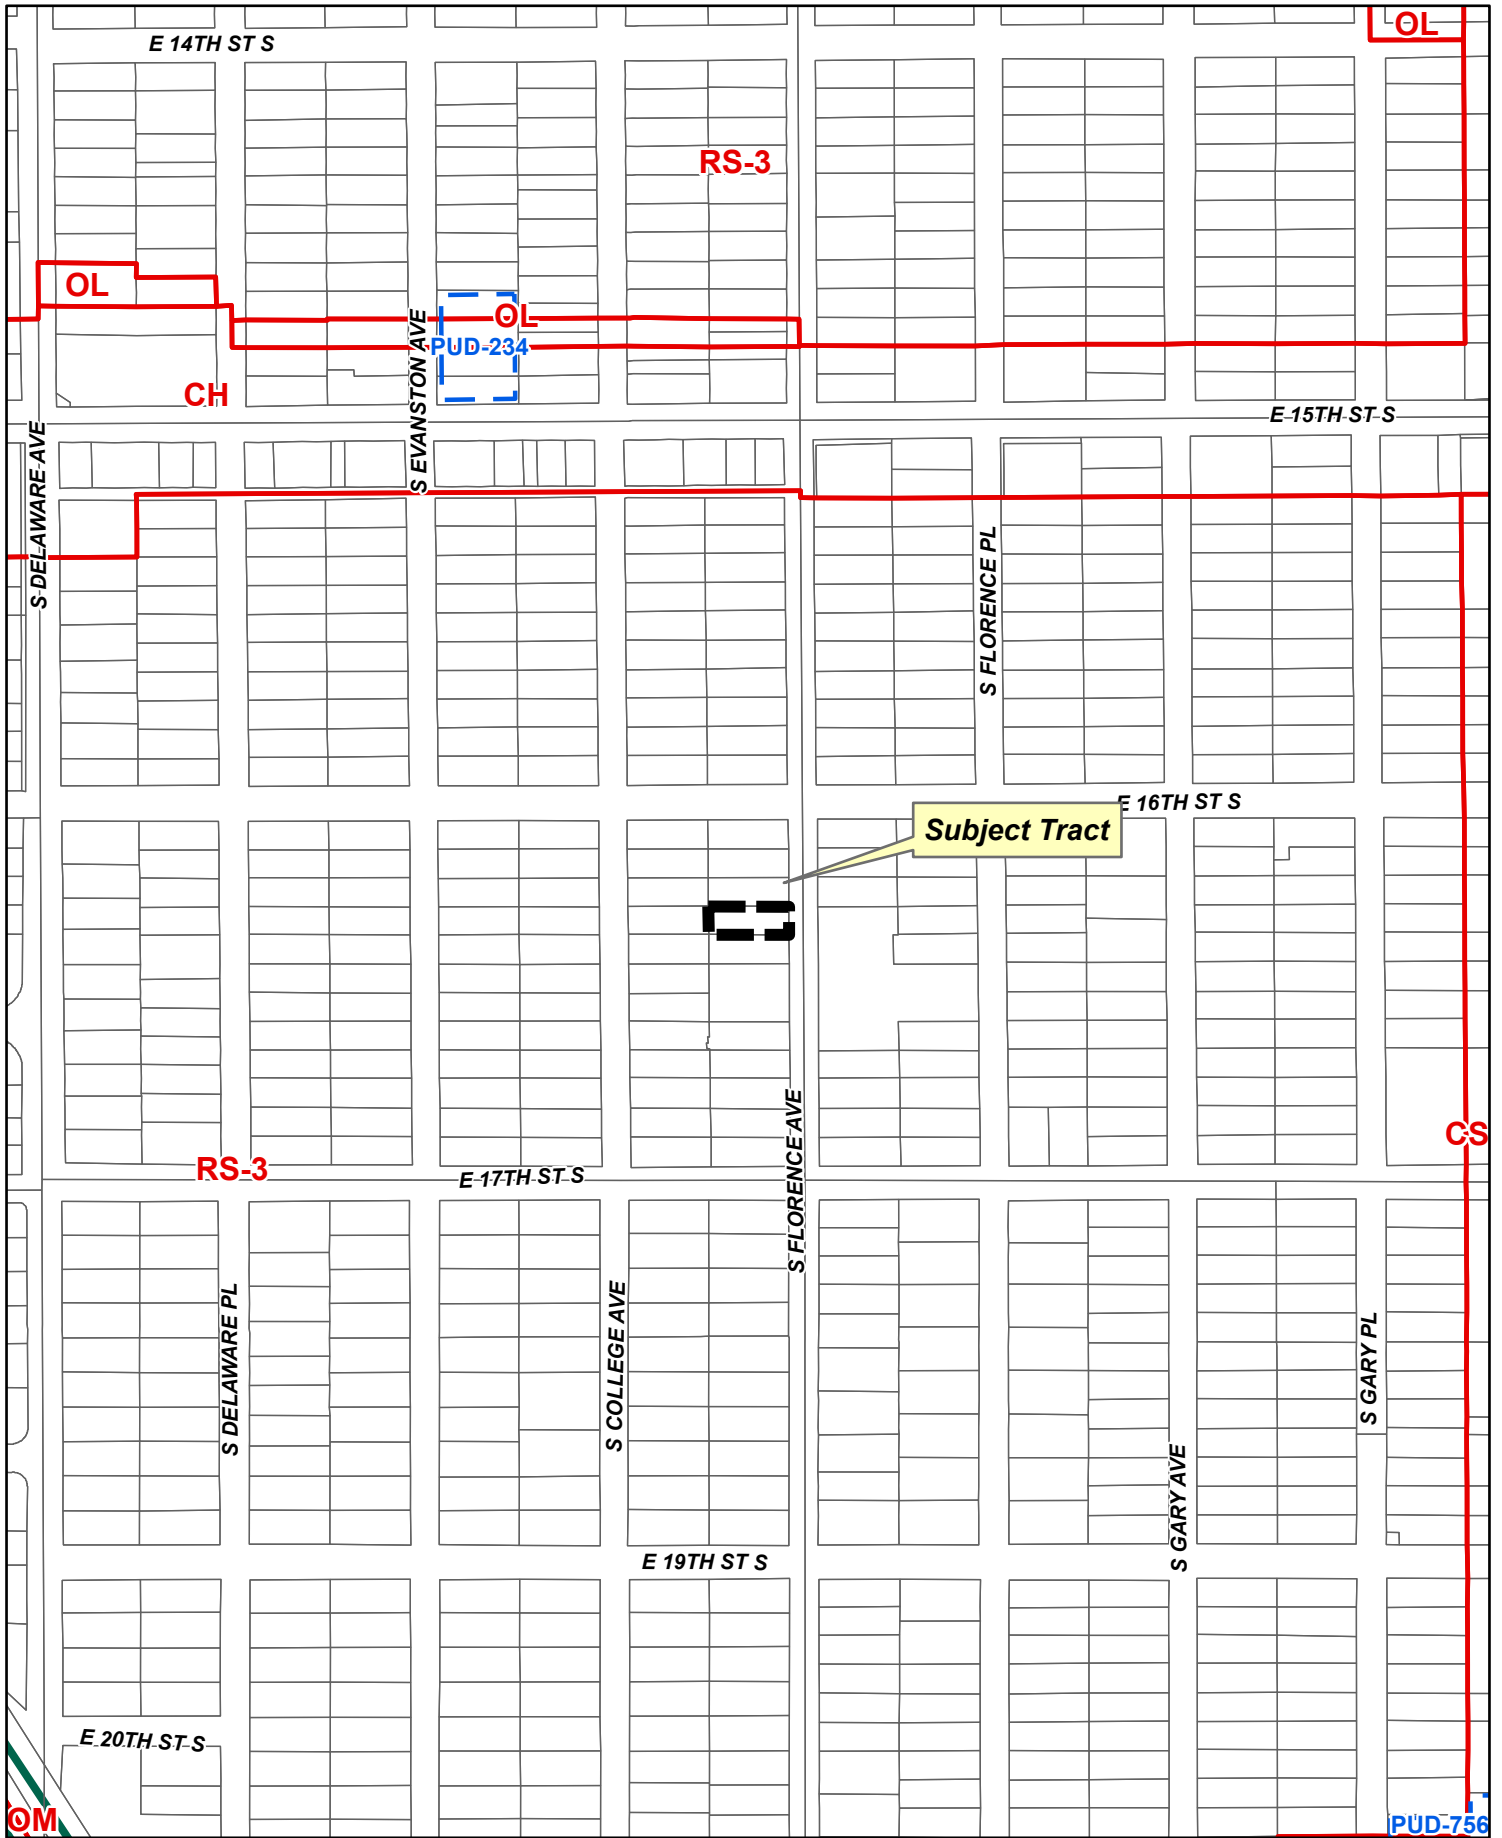 OL
E 14TH ST S
RS-3
OL
OL
S EVANSTON AVE
PUD-234
CH
E 15TH ST S
S DELAWARE AVE
S FLORENCE PL
E 16TH ST S
Subject Tract
S FLORENCE AVE
CS
RS-3
E 17TH ST S
S DELAWARE PL
S COLLEGE AVE
S GARY PL
S GARY AVE
E 19TH ST S
E 20TH ST S
OM
PUD-756